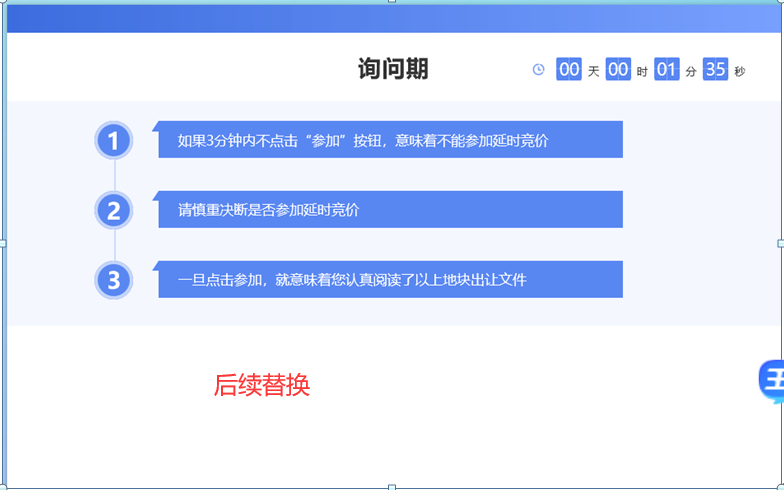 询问期
00 天 00 时 01 分 35 秒
1 如果3分钟内不点击“参加”按钮，意味着不能参加延时竞价
2 请慎重决断是否参加延时竞价
3 一旦点击参加，就意味着您认真阅读了以上地块出让文件
后续替换